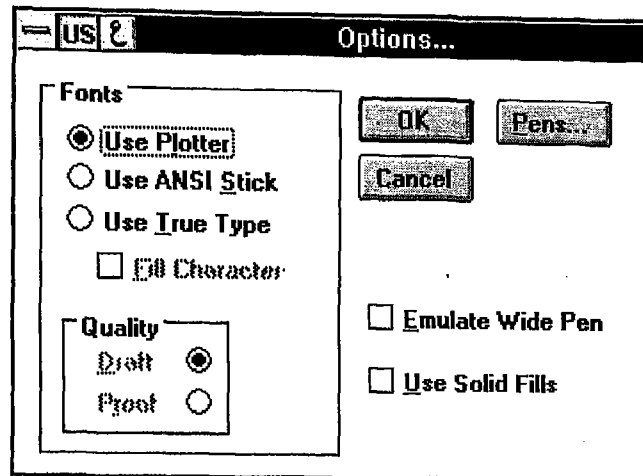 US
Options...
Fonts
Use Plotter
Use ANSI Stick
Use True Type
Fill Character
Quality
Draft
Proof
OK
Pens...
Cancel
Emulate Wide Pen
Use Solid Fills